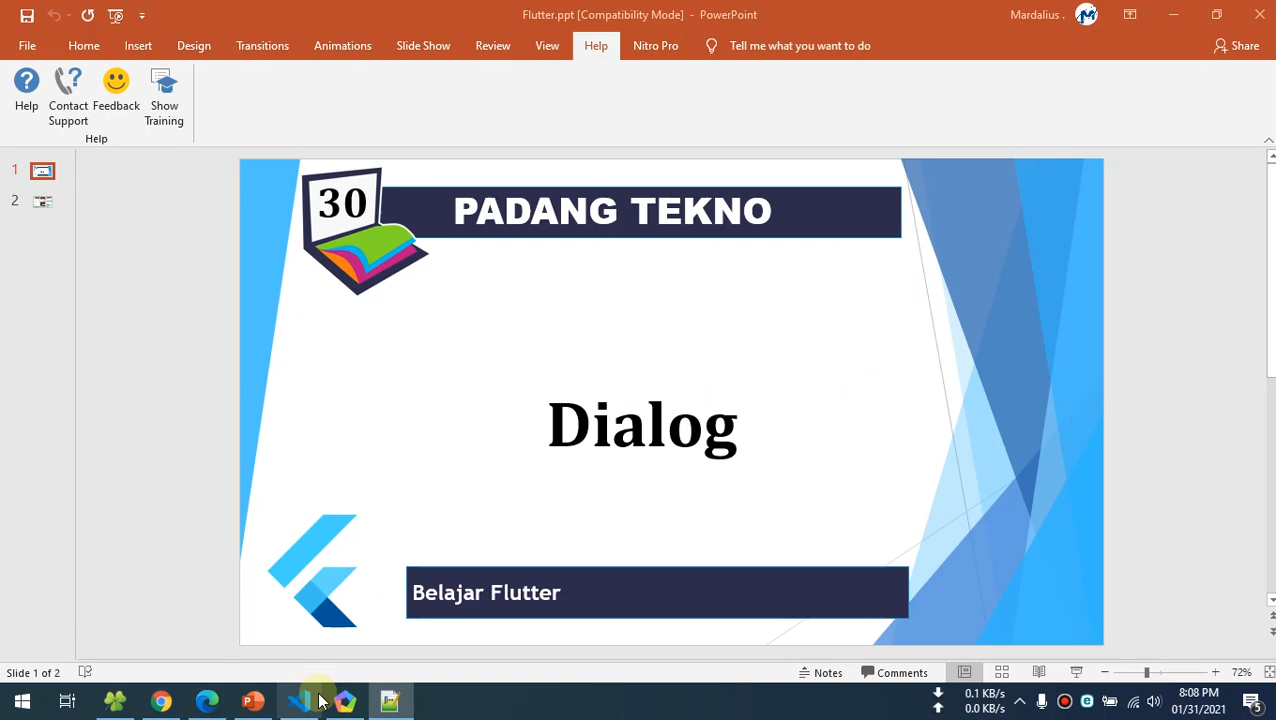 Flutter.ppt [Compatibility Mode] - PowerPoint
Mardalius .
File Home Insert Design Transitions Animations Slide Show Review View Help Nitro Pro Tell me what you want to do Share
Help Contact Support Feedback Show Training
Help
1
2
30
PADANG TEKNO
Dialog
Belajar Flutter
Slide 1 of 2 Notes Comments 72%
0.1 KB/s
0.0 KB/s
8:08 PM
01/31/2021
5